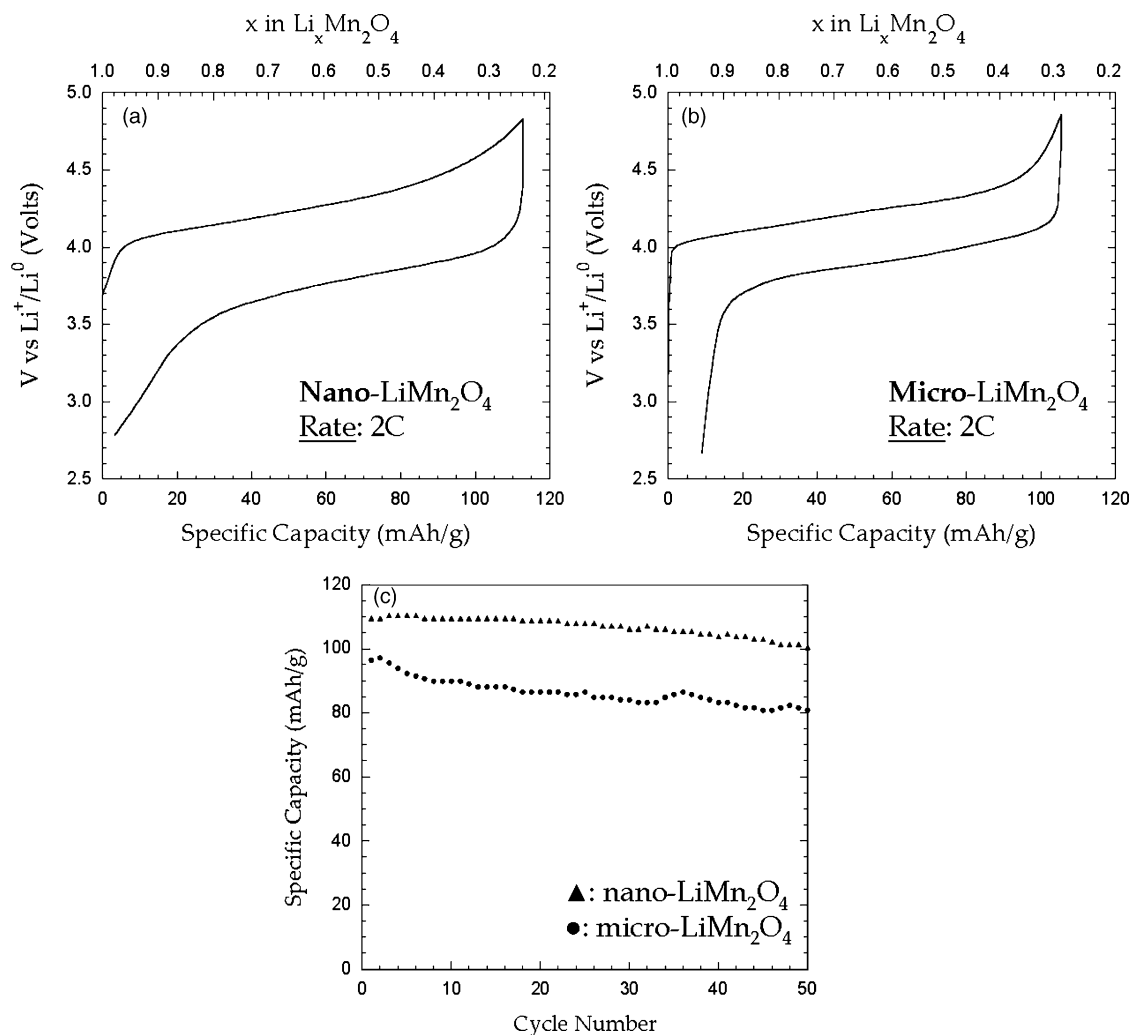 x in LiₓMn₂O₄
1.0 0.9 0.8 0.7 0.6 0.5 0.4 0.3 0.2
5.0
4.5
4.0
3.5
3.0
2.5
V vs Li⁺/Li⁰ (Volts)
(a)
Nano-LiMn₂O₄
Rate: 2C
0 20 40 60 80 100 120
Specific Capacity (mAh/g)
x in LiₓMn₂O₄
1.0 0.9 0.8 0.7 0.6 0.5 0.4 0.3 0.2
5.0
4.5
4.0
3.5
3.0
2.5
V vs Li⁺/Li⁰ (Volts)
(b)
Micro-LiMn₂O₄
Rate: 2C
0 20 40 60 80 100 120
Specific Capacity (mAh/g)
120
100
80
60
40
20
0
Specific Capacity (mAh/g)
(c)
▲: nano-LiMn₂O₄
●: micro-LiMn₂O₄
0 10 20 30 40 50
Cycle Number